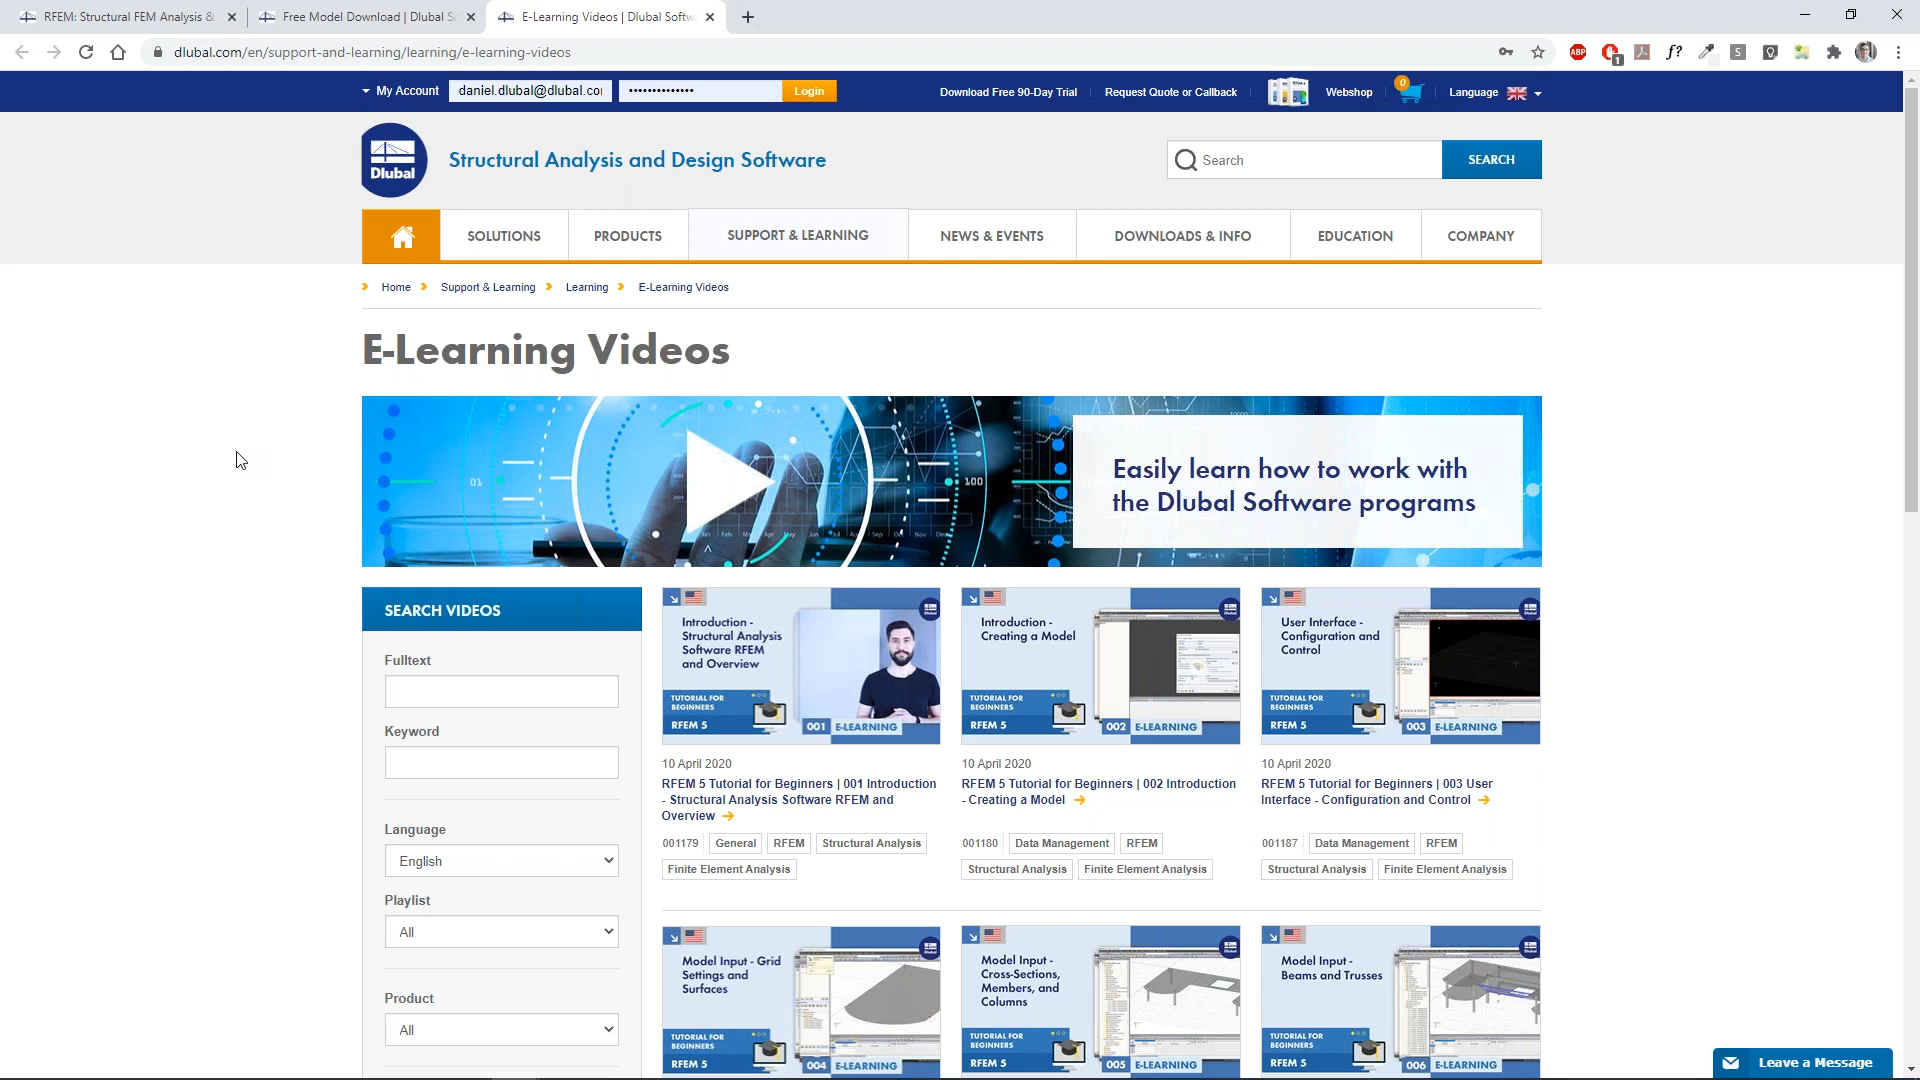 RFEM: Structural FEM Analysis &
Free Model Download | Dlubal S
E-Learning Videos | Dlubal Softw
dlubal.com/en/support-and-learning/learning/e-learning-videos
ABP
1
f?
S
My Account
daniel.dlubal@dlubal.co
••••••••••••••
Login
Download Free 90-Day Trial
Request Quote or Callback
Webshop
0
Language
Dlubal
Structural Analysis and Design Software
Search
SEARCH
SOLUTIONS
PRODUCTS
SUPPORT & LEARNING
NEWS & EVENTS
DOWNLOADS & INFO
EDUCATION
COMPANY
Home
Support & Learning
Learning
E-Learning Videos
E-Learning Videos
01
100
Easily learn how to work with
the Dlubal Software programs
SEARCH VIDEOS
Fulltext
Keyword
Language
English
Playlist
All
Product
All
Introduction -
Structural Analysis
Software RFEM
and Overview
TUTORIAL FOR
BEGINNERS
RFEM 5
001 E-LEARNING
10 April 2020
RFEM 5 Tutorial for Beginners | 001 Introduction
- Structural Analysis Software RFEM and
Overview
001179 General RFEM Structural Analysis
Finite Element Analysis
Introduction -
Creating a Model
TUTORIAL FOR
BEGINNERS
RFEM 5
002 E-LEARNING
10 April 2020
RFEM 5 Tutorial for Beginners | 002 Introduction
- Creating a Model
001180 Data Management RFEM
Structural Analysis Finite Element Analysis
User Interface -
Configuration and
Control
TUTORIAL FOR
BEGINNERS
RFEM 5
003 E-LEARNING
10 April 2020
RFEM 5 Tutorial for Beginners | 003 User
Interface - Configuration and Control
001187 Data Management RFEM
Structural Analysis Finite Element Analysis
Model Input - Grid
Settings and
Surfaces
TUTORIAL FOR
BEGINNERS
RFEM 5
004 E-LEARNING
Model Input -
Cross-Sections,
Members, and
Columns
TUTORIAL FOR
BEGINNERS
RFEM 5
005 E-LEARNING
Model Input -
Beams and Trusses
TUTORIAL FOR
BEGINNERS
RFEM 5
006 E-LEARNING
Leave a Message